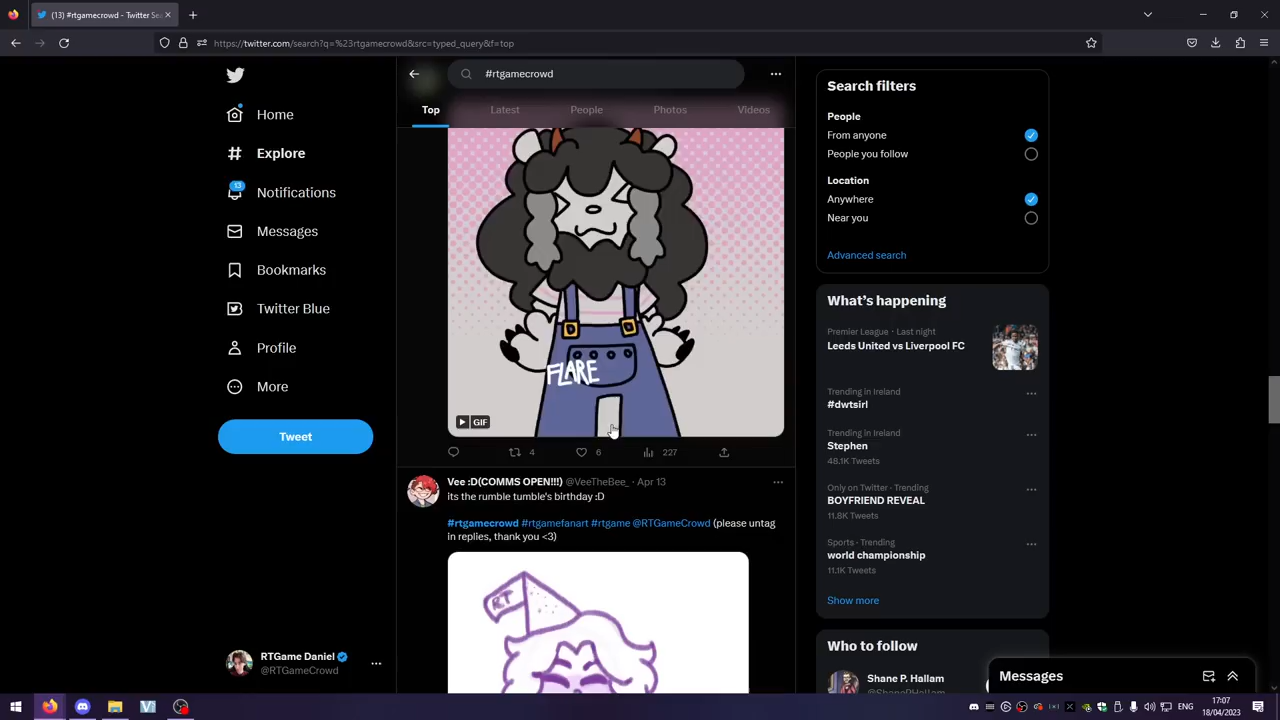 (13) #rtgamecrowd - Twitter Sea
https://twitter.com/search?q=%23rtgamecrowd&src=typed_query&f=top
#rtgamecrowd
Top
Latest
People
Photos
Videos
Home
Explore
13
Notifications
Messages
Bookmarks
Twitter Blue
Profile
More
Tweet
RTGame Daniel
@RTGameCrowd
FLARE
GIF
4
6
227
Vee :D(COMMS OPEN!!!) @VeeTheBee_ · Apr 13
its the rumble tumble's birthday :D
#rtgamecrowd #rtgamefanart #rtgame @RTGameCrowd (please untag
in replies, thank you <3)
RT
Search filters
People
From anyone
People you follow
Location
Anywhere
Near you
Advanced search
What's happening
Premier League · Last night
Leeds United vs Liverpool FC
Trending in Ireland
#dwtsirl
Trending in Ireland
Stephen
48.1K Tweets
Only on Twitter · Trending
BOYFRIEND REVEAL
11.8K Tweets
Sports · Trending
world championship
11.1K Tweets
Show more
Who to follow
Shane P. Hallam
@ShanePHallam
Messages
ENG
17:07
18/04/2023